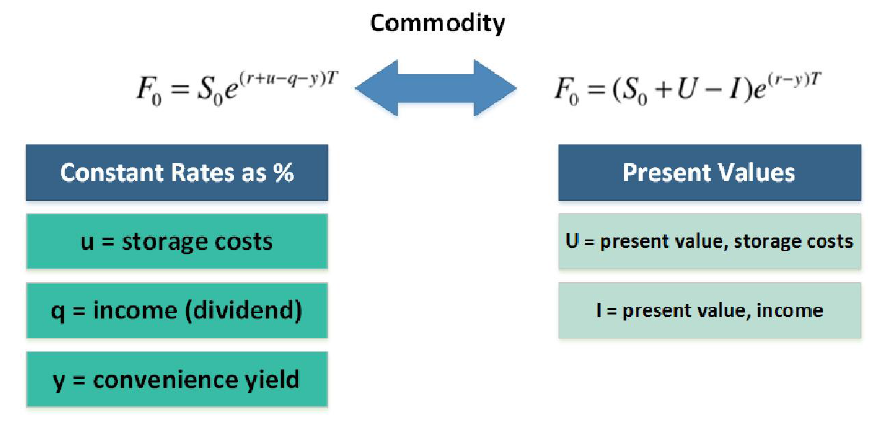 Commodity
F₀ = S₀e^{(r+u−q−y)T}
F₀ = (S₀ + U − I)e^{(r−y)T}
Constant Rates as %
Present Values
u = storage costs
U = present value, storage costs
q = income (dividend)
I = present value, income
y = convenience yield